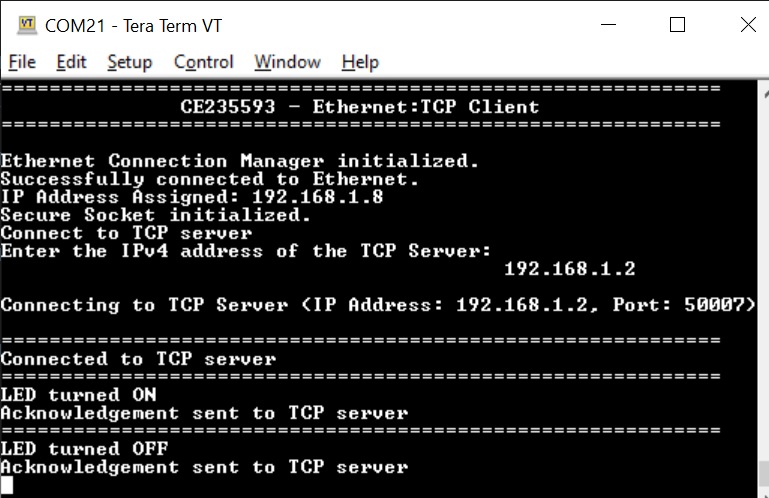 VT
COM21 - Tera Term VT
File Edit Setup Control Window Help
============================================================
CE235593 - Ethernet:TCP Client
============================================================
Ethernet Connection Manager initialized.
Successfully connected to Ethernet.
IP Address Assigned: 192.168.1.8
Secure Socket initialized.
Connect to TCP server
Enter the IPv4 address of the TCP Server:
192.168.1.2
Connecting to TCP Server (IP Address: 192.168.1.2, Port: 50007)
============================================================
Connected to TCP server
============================================================
LED turned ON
Acknowledgement sent to TCP server
============================================================
LED turned OFF
Acknowledgement sent to TCP server